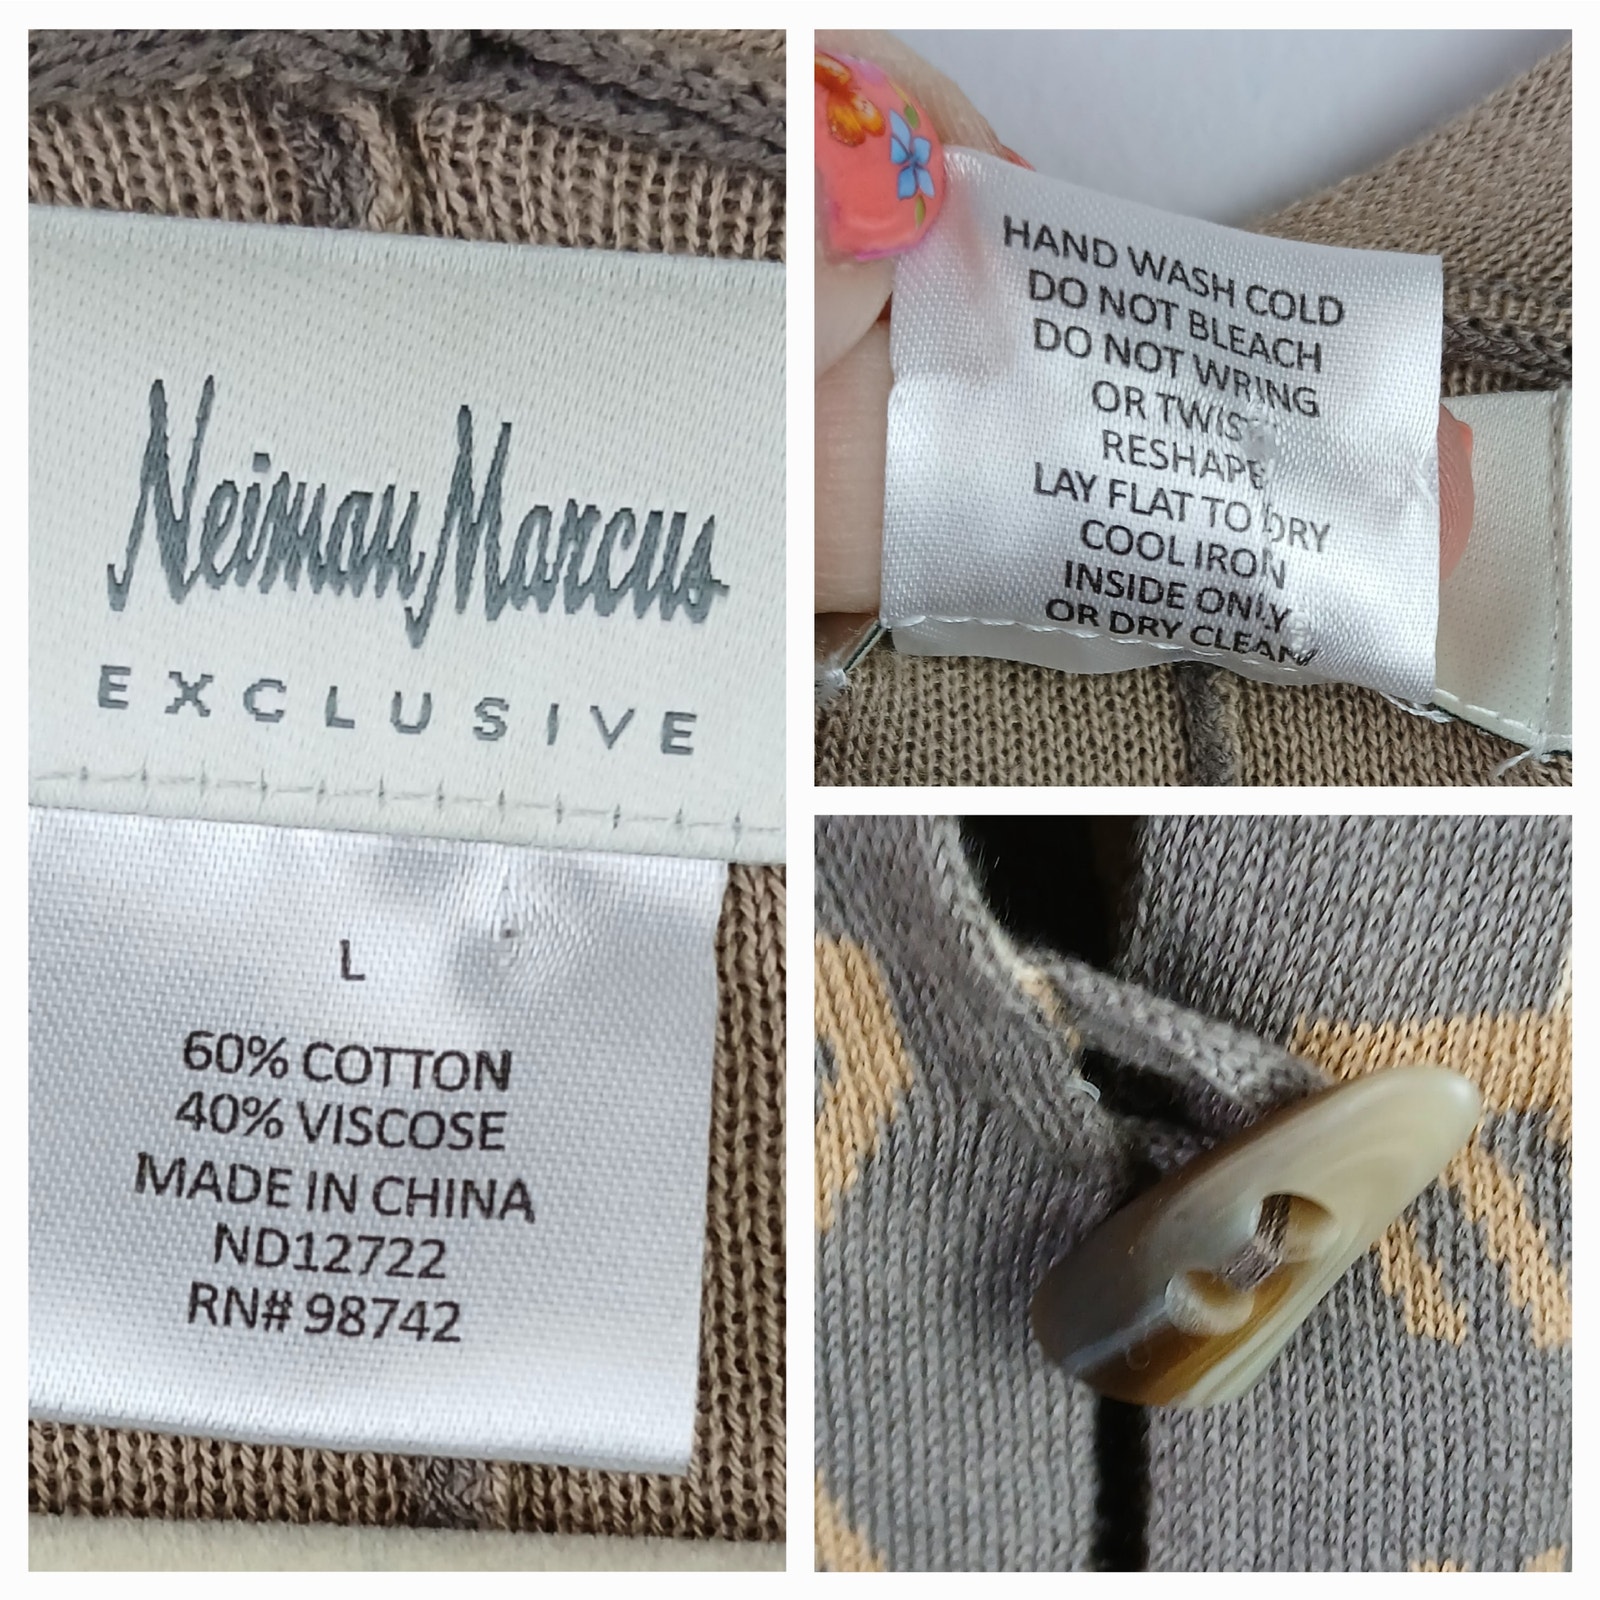 Neiman Marcus
EXCLUSIVE
L
60% COTTON
40% VISCOSE
MADE IN CHINA
ND12722
RN# 98742
HAND WASH COLD
DO NOT BLEACH
DO NOT WRING
OR TWIST
RESHAPE
LAY FLAT TO DRY
COOL IRON
INSIDE ONLY
OR DRY CLEAN